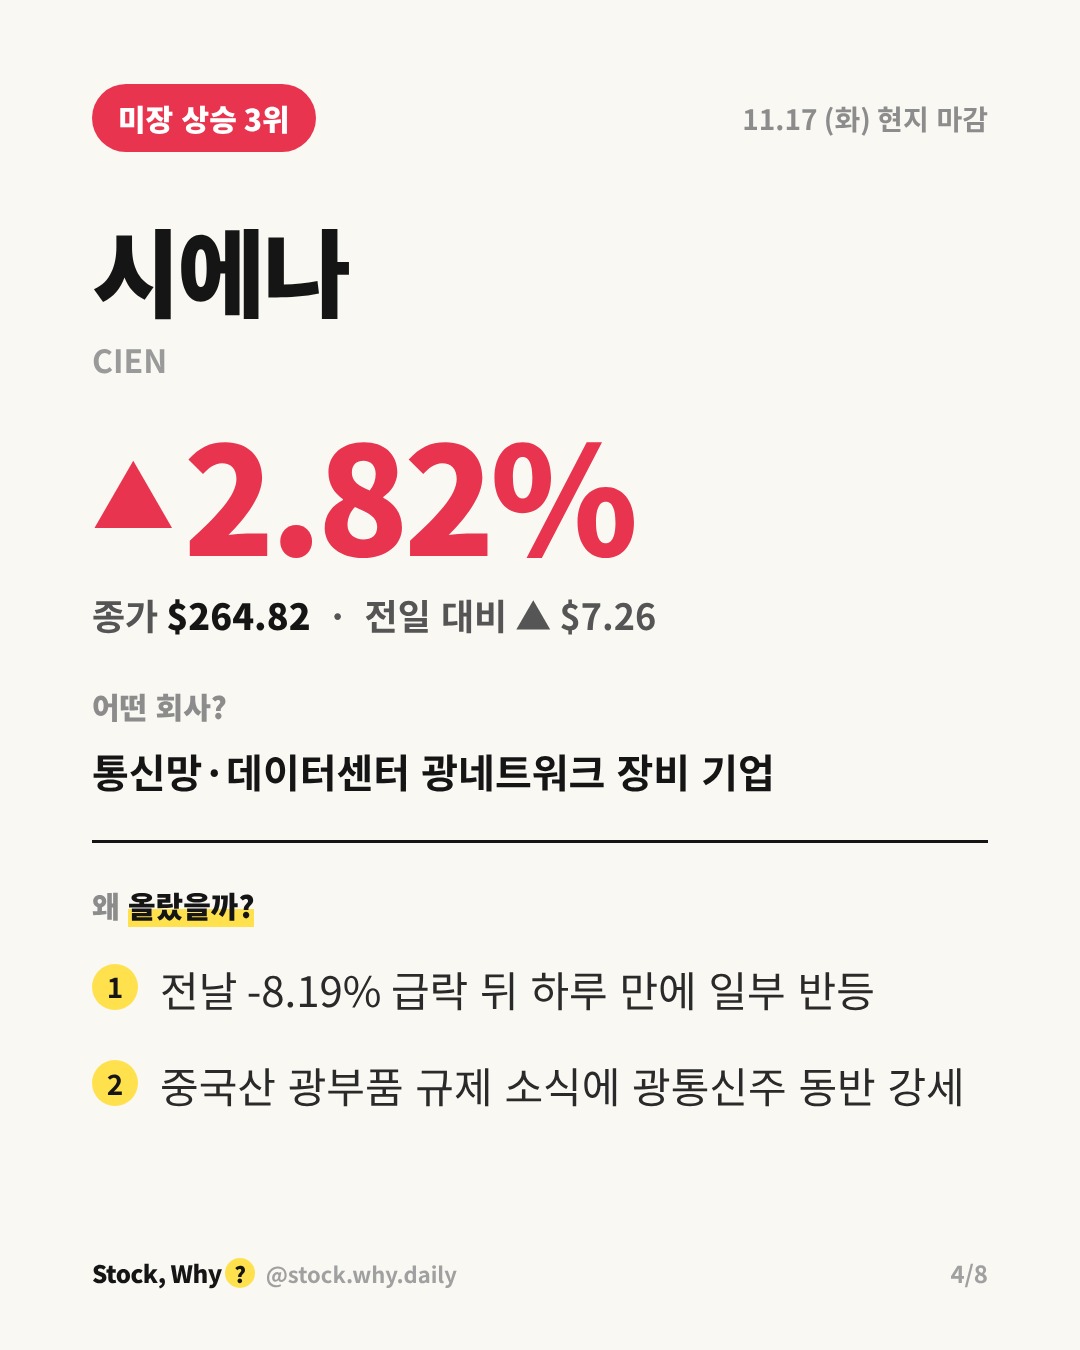 미장 상승 3위
11.17 (화) 현지 마감
시에나
CIEN
▲2.82%
종가 $264.82 · 전일 대비 ▲ $7.26
어떤 회사?
통신망·데이터센터 광네트워크 장비 기업
왜 올랐을까?
1 전날 -8.19% 급락 뒤 하루 만에 일부 반등
2 중국산 광부품 규제 소식에 광통신주 동반 강세
Stock, Why ? @stock.why.daily
4/8